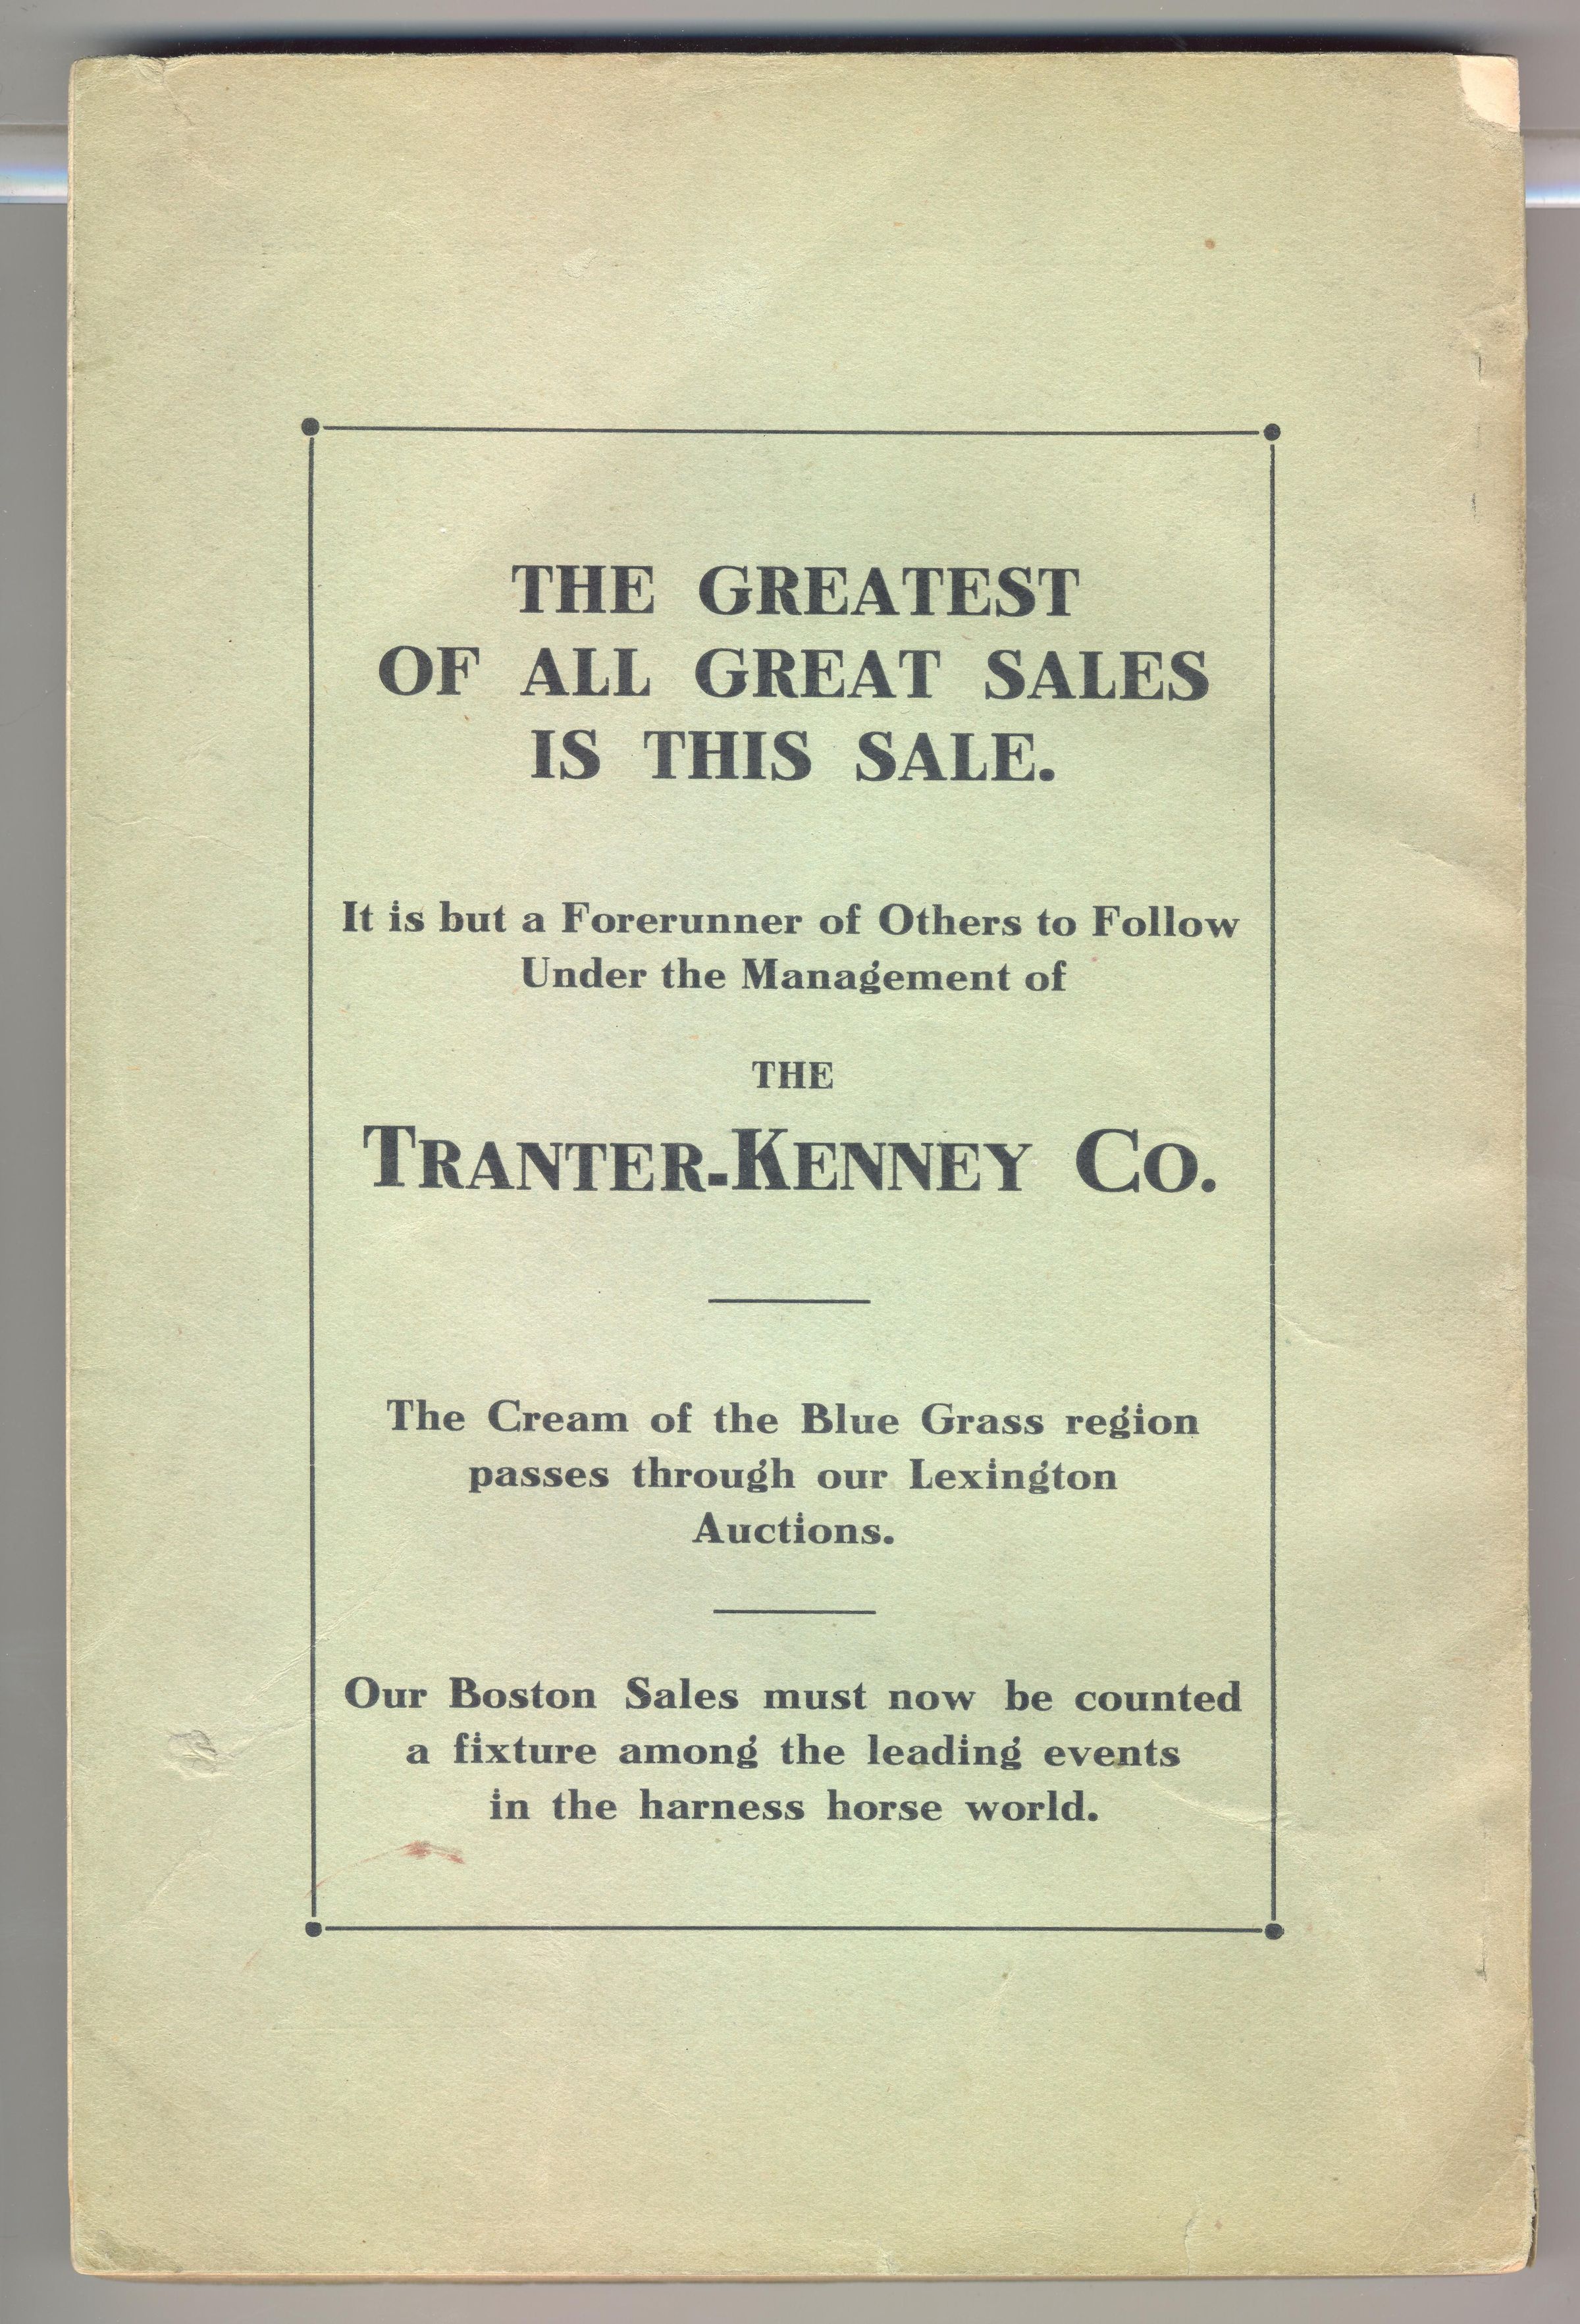 THE GREATEST
OF ALL GREAT SALES
IS THIS SALE.
It is but a Forerunner of Others to Follow
Under the Management of
THE
TRANTER-KENNEY CO.
The Cream of the Blue Grass region
passes through our Lexington
Auctions.
Our Boston Sales must now be counted
a fixture among the leading events
in the harness horse world.